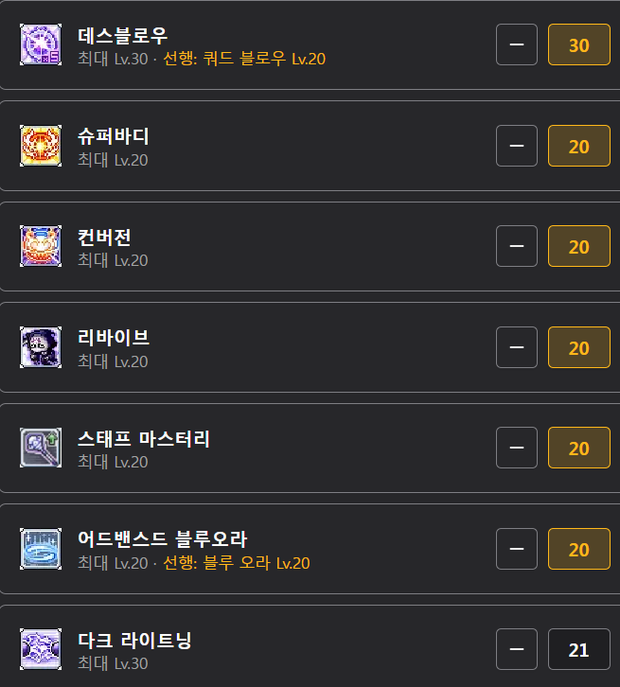 데스블로우
최대 Lv.30 · 선행: 쿼드 블로우 Lv.20
30
슈퍼바디
최대 Lv.20
20
컨버전
최대 Lv.20
20
리바이브
최대 Lv.20
20
스태프 마스터리
최대 Lv.20
20
어드밴스드 블루오라
최대 Lv.20 · 선행: 블루 오라 Lv.20
20
다크 라이트닝
최대 Lv.30
21